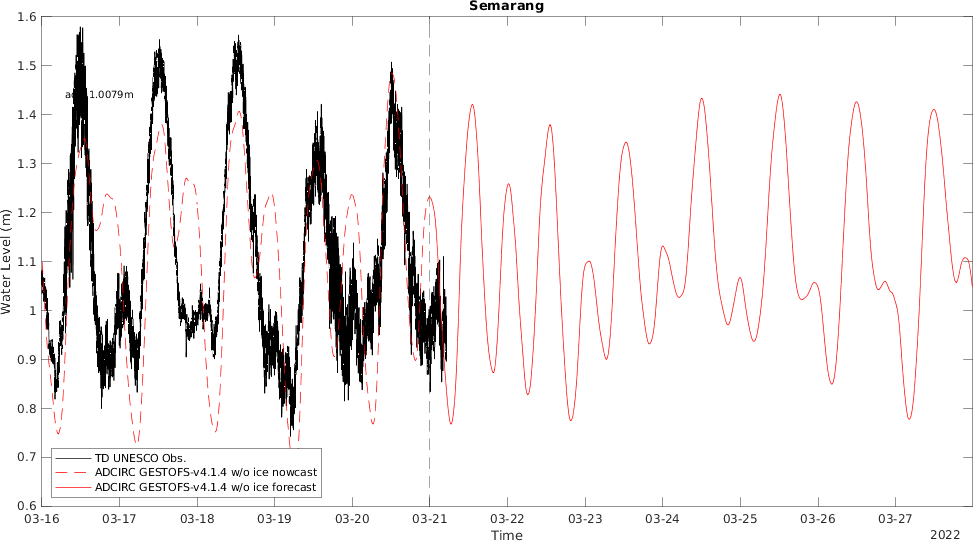 Semarang
1.6
1.5
1.4
1.3
1.2
1.1
1
0.9
0.8
0.7
0.6
Water Level (m)
1.0079m
TD UNESCO Obs.
ADCIRC GESTOFS-v4.1.4 w/o ice nowcast
ADCIRC GESTOFS-v4.1.4 w/o ice forecast
03-16 03-17 03-18 03-19 03-20 03-21 03-22 03-23 03-24 03-25 03-26 03-27
Time
2022